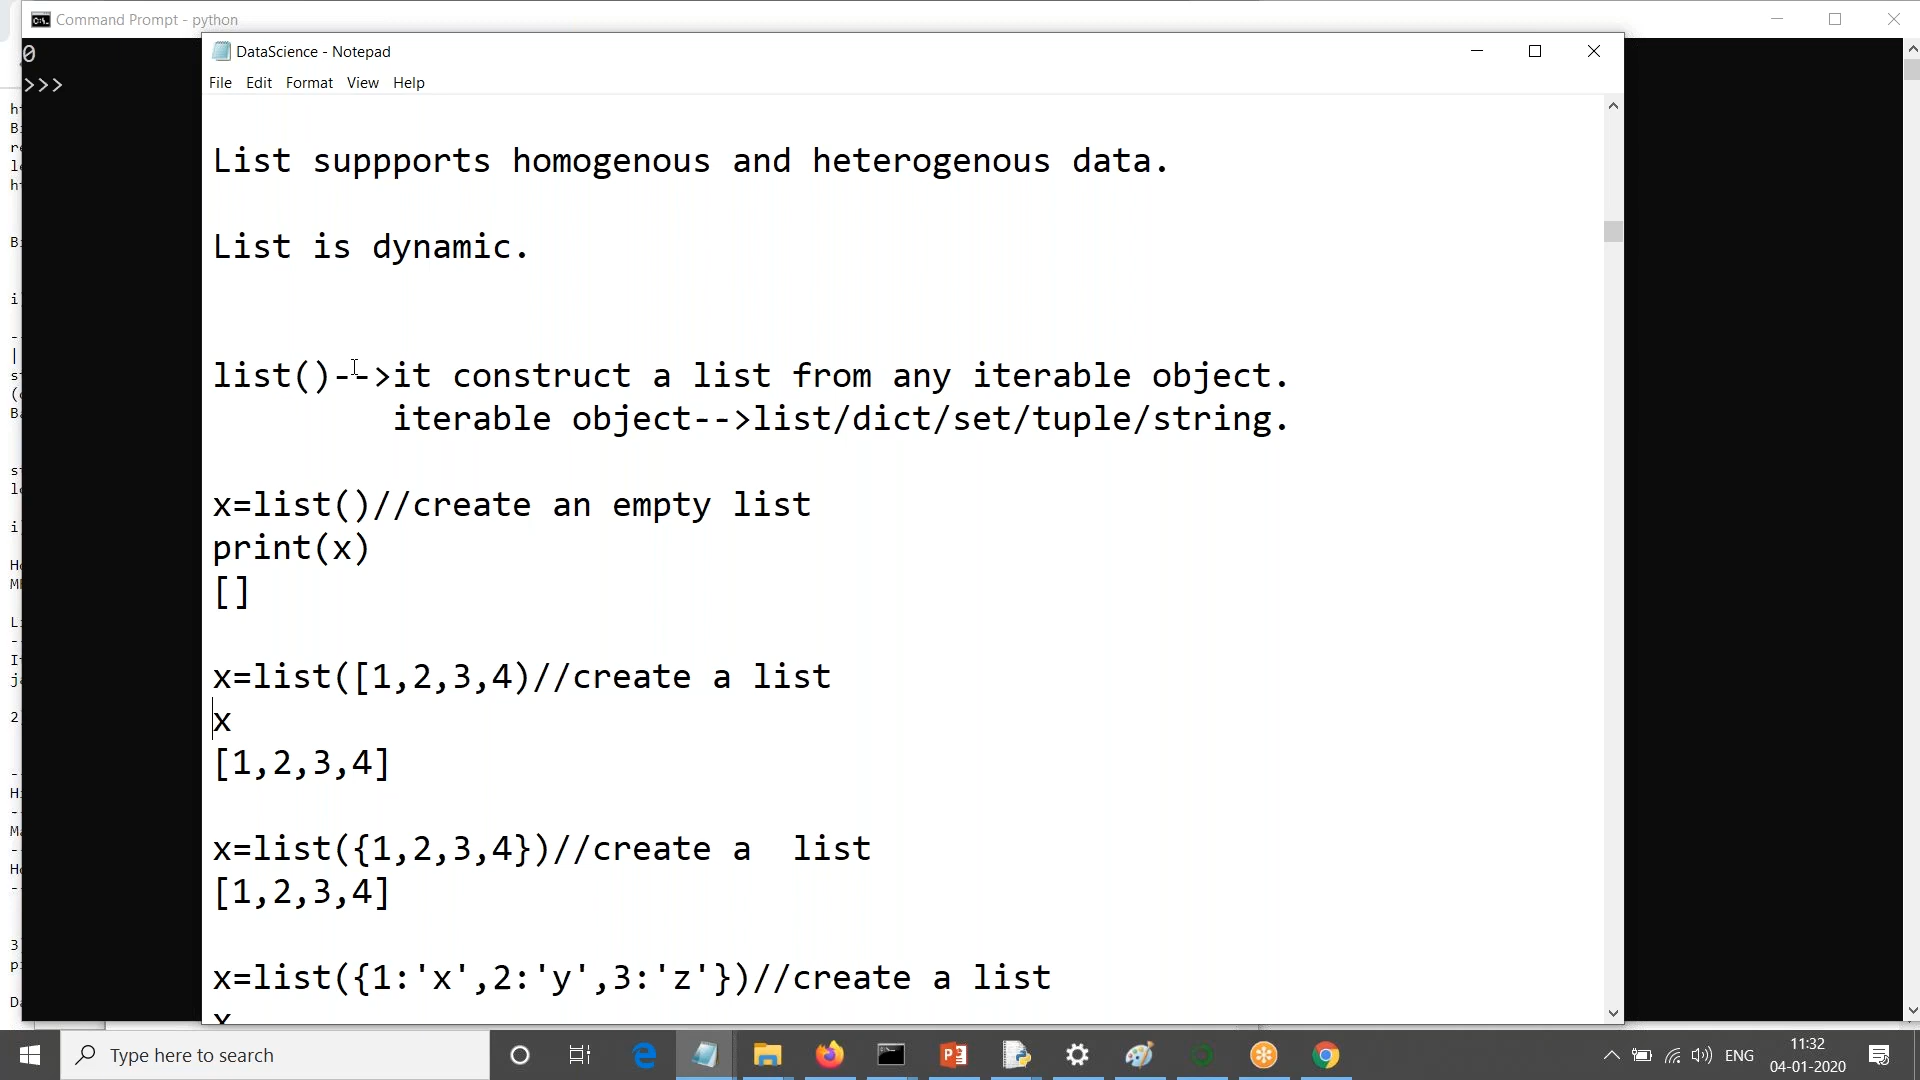 Command Prompt - python
0
>>>
DataScience - Notepad
File Edit Format View Help
List suppports homogenous and heterogenous data.
List is dynamic.
list()-->it construct a list from any iterable object.
iterable object-->list/dict/set/tuple/string.
x=list()//create an empty list
print(x)
[]
x=list([1,2,3,4)//create a list
x
[1,2,3,4]
x=list({1,2,3,4})//create a  list
[1,2,3,4]
x=list({1:'x',2:'y',3:'z'})//create a list
x
Type here to search
ENG
11:32
04-01-2020